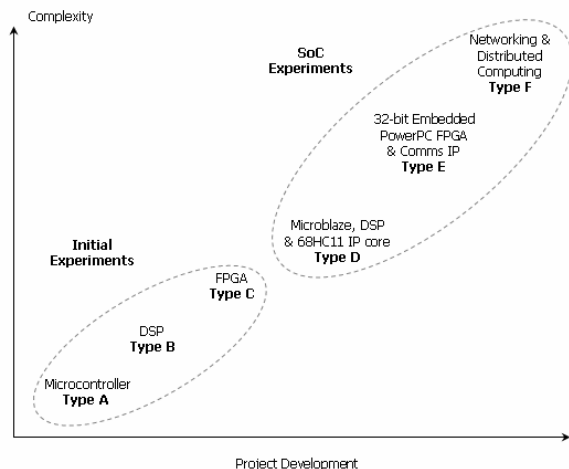 Complexity
Networking &
Distributed
Computing
Type F
SoC
Experiments
32-bit Embedded
PowerPC FPGA
& Comms IP
Type E
Microblaze, DSP
& 68HC11 IP core
Type D
Initial
Experiments
FPGA
Type C
DSP
Type B
Microcontroller
Type A
Project Development